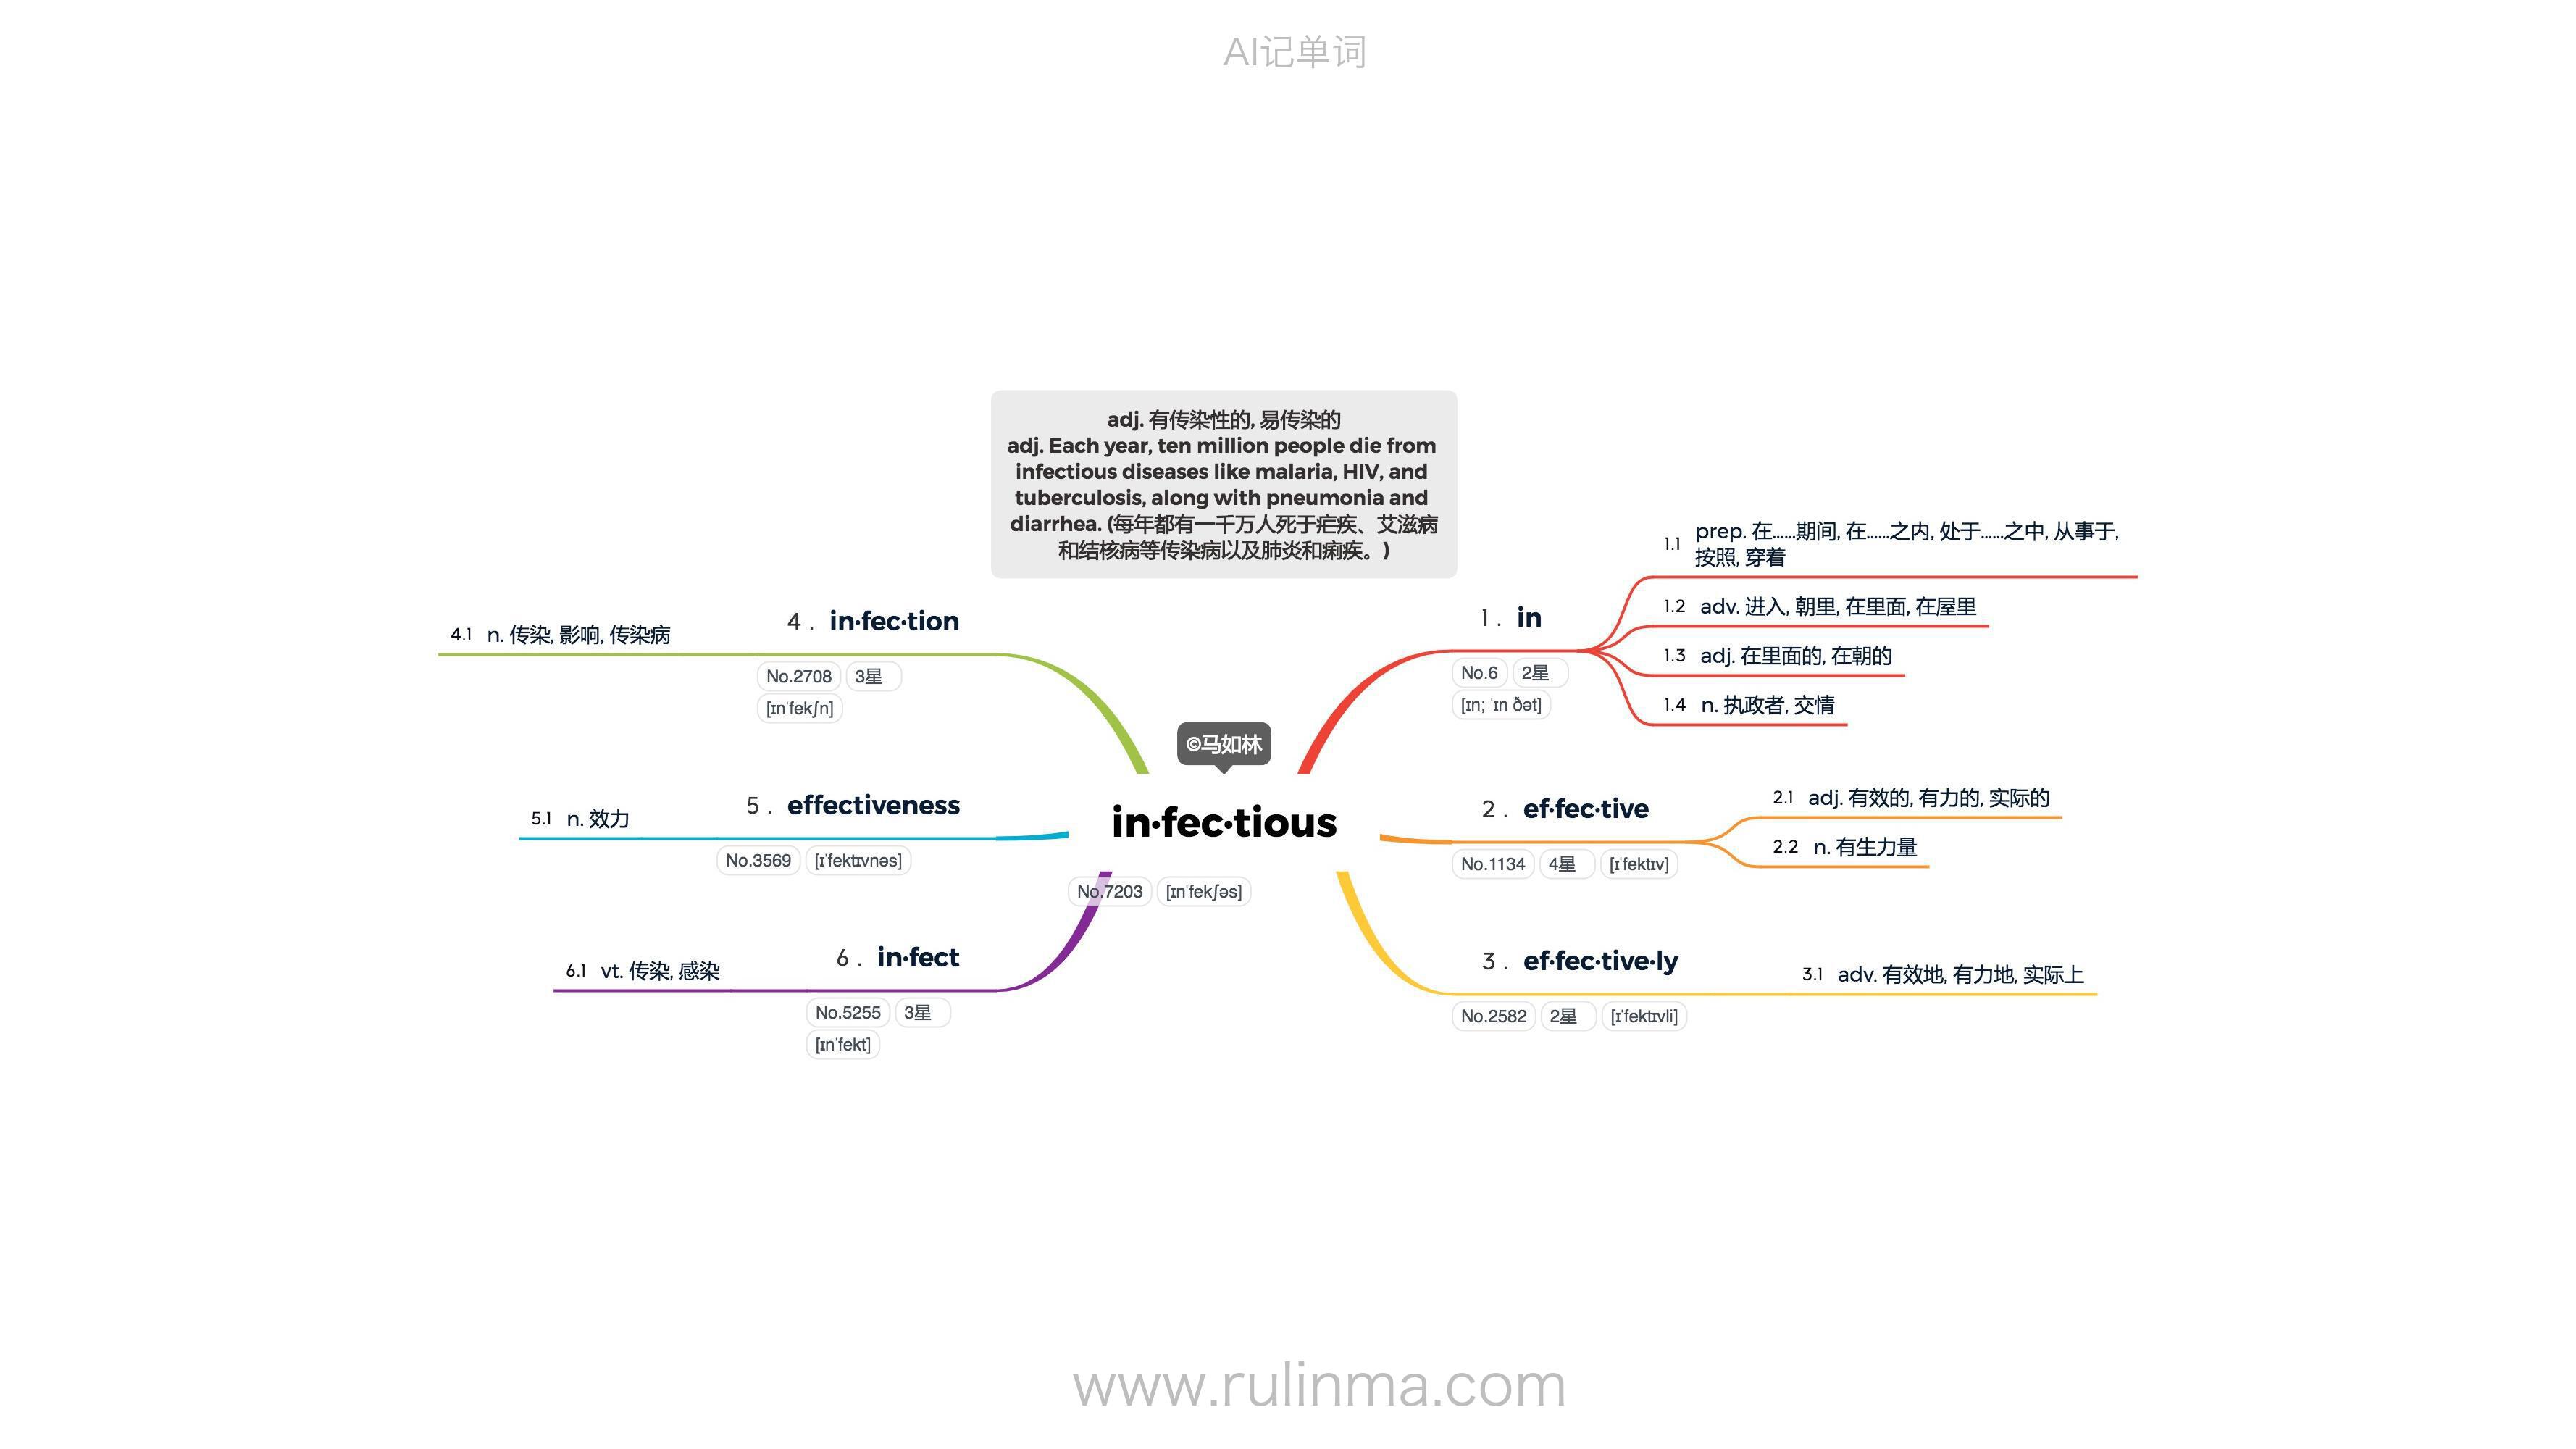 AI记单词
adj. 有传染性的, 易传染的
adj. Each year, ten million people die from
infectious diseases like malaria, HIV, and
tuberculosis, along with pneumonia and
diarrhea. (每年都有一千万人死于疟疾、艾滋病
和结核病等传染病以及肺炎和痢疾。)
©马如林
in·fec·tious
No.7203 [ɪnˈfekʃəs]
1 . in
No.6 2星
[ɪn; ˈɪn ðət]
1.1 prep. 在……期间, 在……之内, 处于……之中, 从事于,
按照, 穿着
1.2 adv. 进入, 朝里, 在里面, 在屋里
1.3 adj. 在里面的, 在朝的
1.4 n. 执政者, 交情
2 . ef·fec·tive
No.1134 4星 [ɪˈfektɪv]
2.1 adj. 有效的, 有力的, 实际的
2.2 n. 有生力量
3 . ef·fec·tive·ly
No.2582 2星 [ɪˈfektɪvli]
3.1 adv. 有效地, 有力地, 实际上
4 . in·fec·tion
No.2708 3星
[ɪnˈfekʃn]
4.1 n. 传染, 影响, 传染病
5 . effectiveness
No.3569 [ɪˈfektɪvnəs]
5.1 n. 效力
6 . in·fect
No.5255 3星
[ɪnˈfekt]
6.1 vt. 传染, 感染
www.rulinma.com